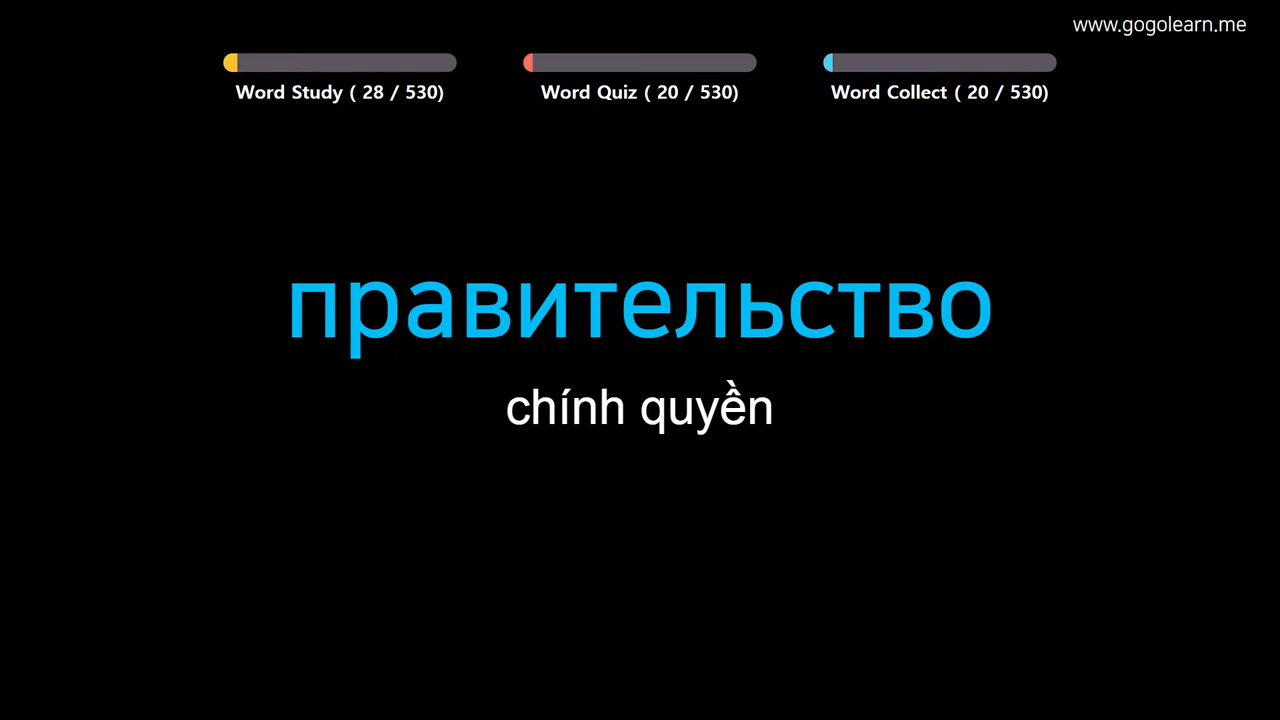 www.gogolearn.me
Word Study ( 28 / 530)
Word Quiz ( 20 / 530)
Word Collect ( 20 / 530)
правительство
chính quyền